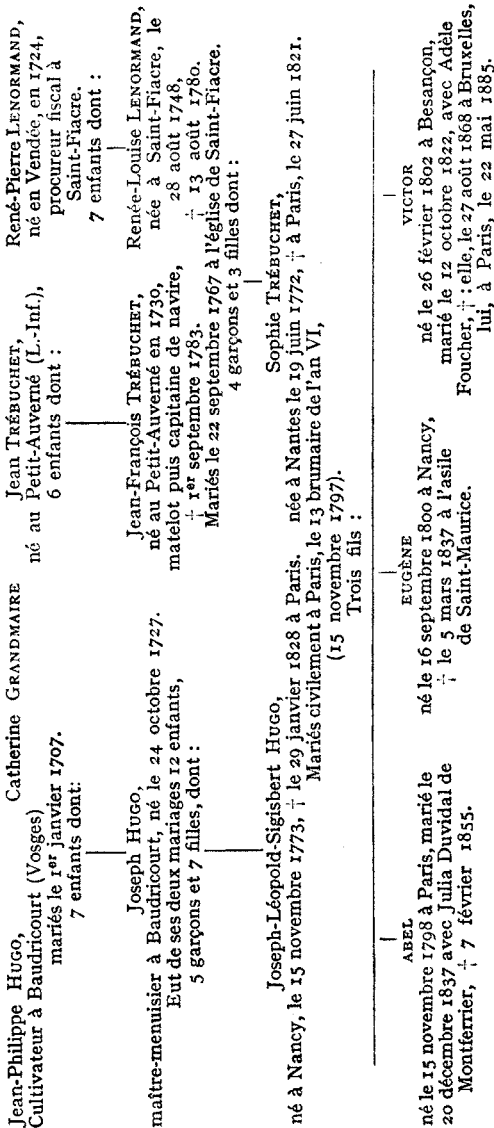 Jean-Philippe HUGO,
Catherine GRANDMAIRE
Cultivateur à Baudricourt (Vosges)
mariés le 1er janvier 1707.
7 enfants dont:
Jean TRÉBUCHET,
né au Petit-Auverné (L.-Inf.),
6 enfants dont :
René-Pierre LENORMAND,
né en Vendée, en 1724,
procureur fiscal à
Saint-Fiacre.
7 enfants dont :
Joseph HUGO,
maître-menuisier à Baudricourt, né le 24 octobre 1727.
Eut de ses deux mariages 12 enfants,
5 garçons et 7 filles, dont :
Jean-François TRÉBUCHET,
né au Petit-Auverné en 1730,
matelot puis capitaine de navire,
† 1er septembre 1783.
Renée-Louise LENORMAND,
née à Saint-Fiacre, le
28 août 1748,
† 13 août 1780.
Mariés le 22 septembre 1767 à l'église de Saint-Fiacre.
4 garçons et 3 filles dont :
Joseph-Léopold-Sigisbert HUGO,
né à Nancy, le 15 novembre 1773, † le 29 janvier 1828 à Paris.
Sophie TRÉBUCHET,
née à Nantes le 19 juin 1772, † à Paris, le 27 juin 1821.
Mariés civilement à Paris, le 13 brumaire de l'an VI,
(15 novembre 1797).
Trois fils :
ABEL
né le 15 novembre 1798 à Paris, marié le
20 décembre 1837 avec Julia Duvidal de
Montferrier, † 7 février 1855.
EUGÈNE
né le 16 septembre 1800 à Nancy,
† le 5 mars 1837 à l'asile
de Saint-Maurice.
VICTOR
né le 26 février 1802 à Besançon,
marié le 12 octobre 1822, avec Adèle
Foucher, † : elle, le 27 août 1868 à Bruxelles,
lui, à Paris, le 22 mai 1885.